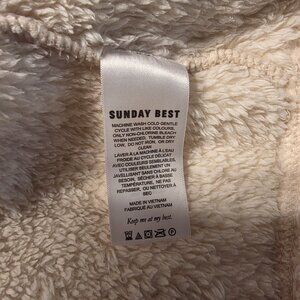 SUNDAY BEST
MACHINE WASH COLD GENTLE
CYCLE WITH LIKE COLOURS,
ONLY NON-CHLORINE BLEACH
WHEN NEEDED, TUMBLE DRY
LOW, DO NOT IRON, OR DRY
CLEAN
LAVER À LA MACHINE À L'EAU
FROIDE AU CYCLE DÉLICAT
AVEC COULEURS SEMBLABLES,
UTILISER SEULEMENT UN
JAVELLISANT SANS CHLORE AU
BESOIN, SÉCHER À BASSE
TEMPÉRATURE, NE PAS
REPASSER, OU NETTOYER À
SEC
MADE IN VIETNAM
FABRIQUÉ AU VIETNAM
Keep me at my best.